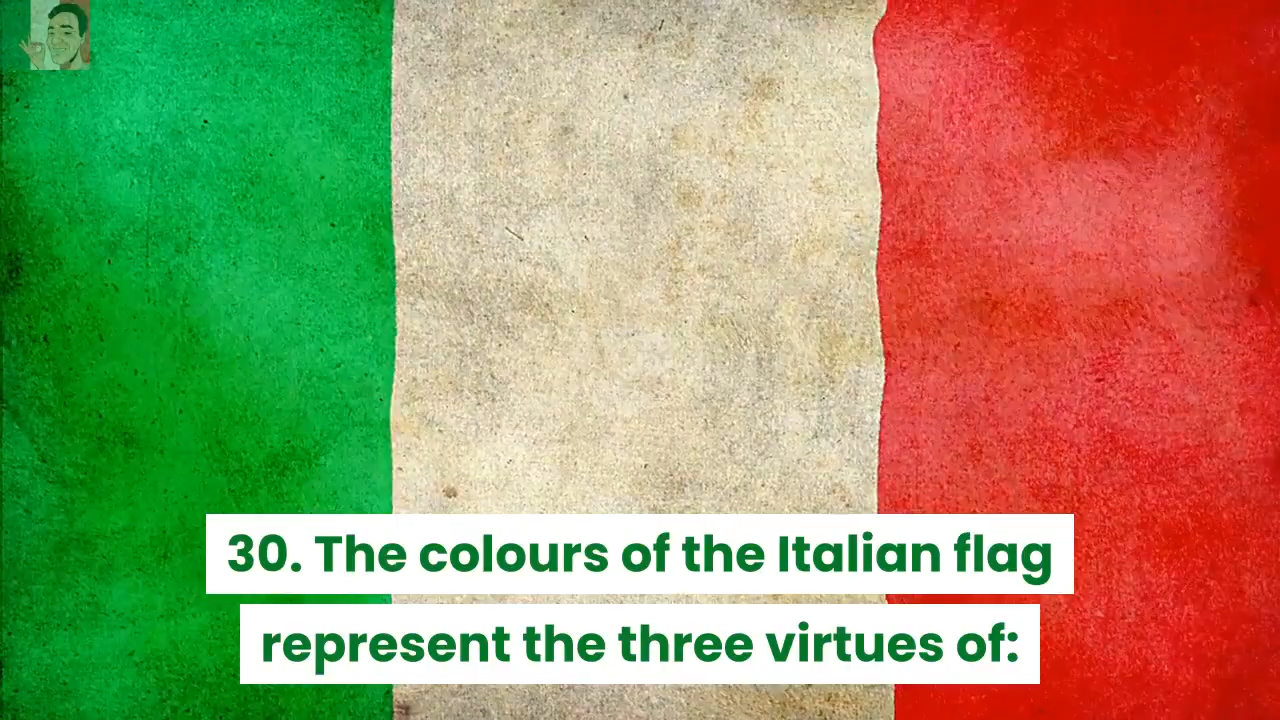 30. The colours of the Italian flag
represent the three virtues of: